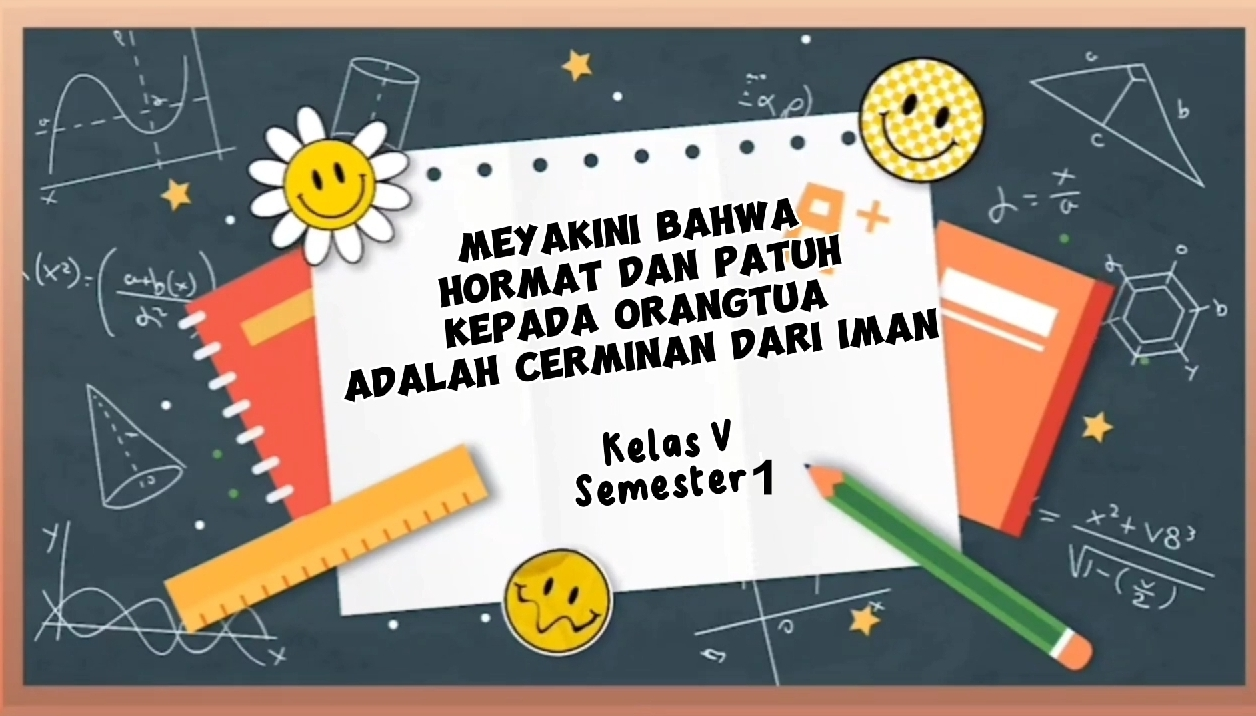 MEYAKINI BAHWA
HORMAT DAN PATUH
KEPADA ORANGTUA
ADALAH CERMINAN DARI IMAN
Kelas V
Semester 1